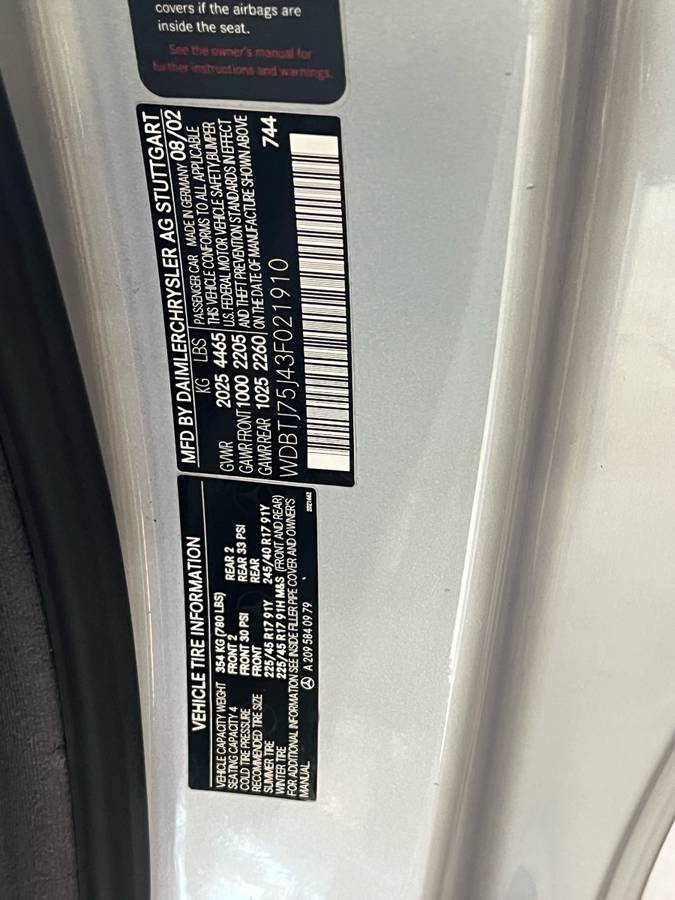 covers if the airbags are
inside the seat.
See the owner's manual for
further instructions and warnings.
MFD BY DAIMLERCHRYSLER AG STUTTGART
KG LBS PASSENGER CAR MADE IN GERMANY 08/02
THIS VEHICLE CONFORMS TO ALL APPLICABLE
GVWR 2025 4465 U.S. FEDERAL MOTOR VEHICLE SAFETY, BUMPER
GAWR FRONT 1000 2205 AND THEFT PREVENTION STANDARDS IN EFFECT
GAWR REAR 1025 2260 ON THE DATE OF MANUFACTURE SHOWN ABOVE
WDBTJ75J43F021910 744
VEHICLE TIRE INFORMATION
VEHICLE CAPACITY WEIGHT 354 KG (780 LBS)
SEATING CAPACITY 4 FRONT 2 REAR 2
COLD TIRE PRESSURE FRONT 30 PSI REAR 33 PSI
RECOMMENDED TIRE SIZE FRONT REAR
SUMMER TIRE 225/45 R17 91Y 245/40 R17 91Y
WINTER TIRE 225/45 R17 91H M&S (FRONT AND REAR)
FOR ADDITIONAL INFORMATION SEE INSIDE FILLER PIPE COVER AND OWNER'S
MANUAL A 209 584 09 79